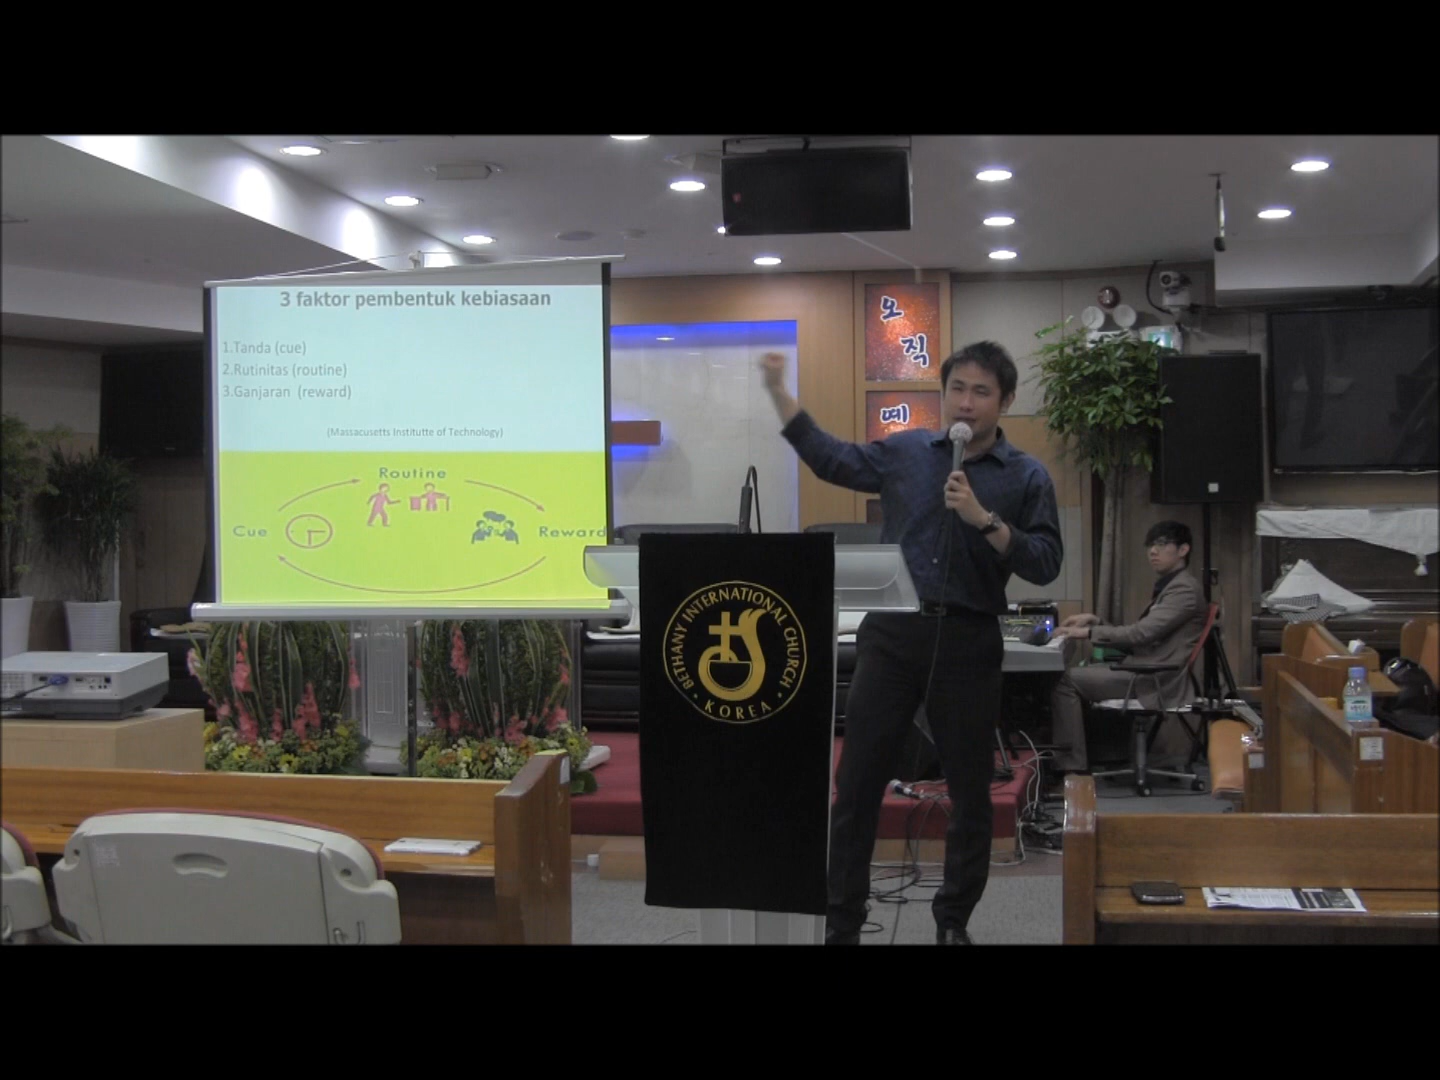 3 faktor pembentuk kebiasaan
1.Tanda (cue)
2.Rutinitas (routine)
3.Ganjaran (reward)
(Massacusetts Institutte of Technology)
Routine
Cue
Reward
오직
예
BETHANY INTERNATIONAL CHURCH
KOREA